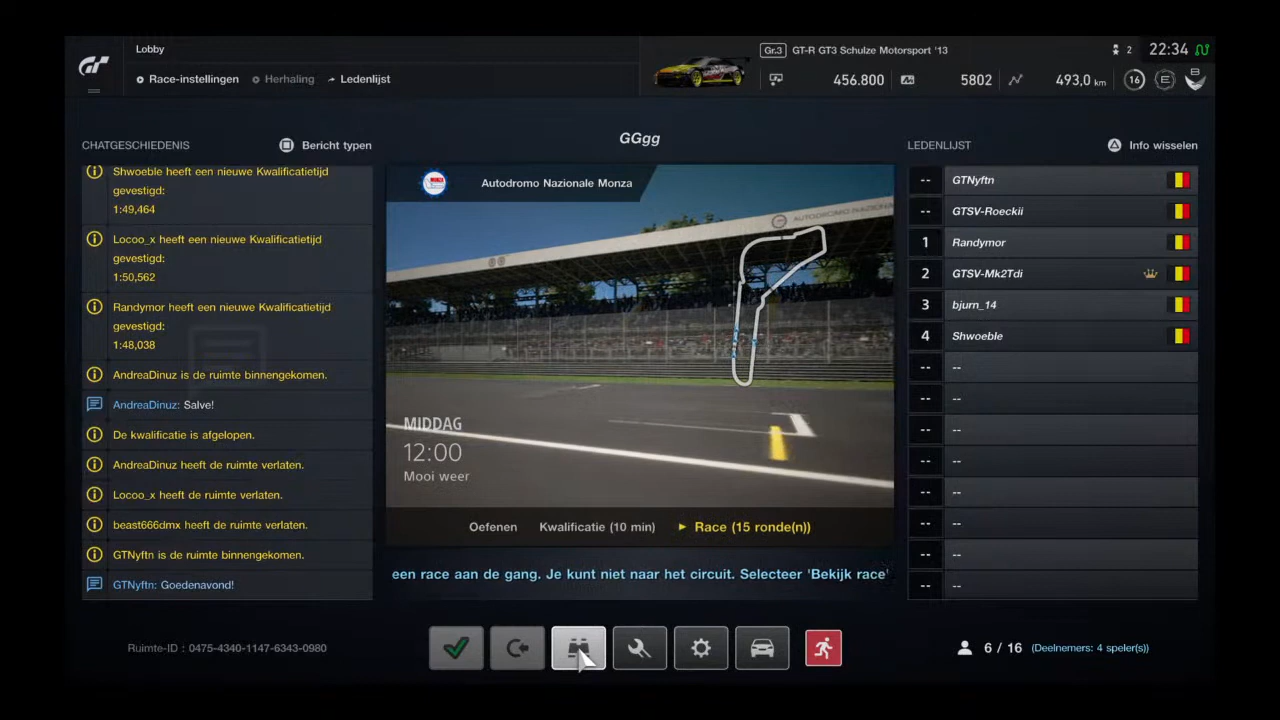 Lobby
Race-instellingen Herhaling Ledenlijst
Gr.3 GT-R GT3 Schulze Motorsport '13
2 22:34
456.800 5802 493,0 km 16 E B
CHATGESCHIEDENIS Bericht typen
Shwoeble heeft een nieuwe Kwalificatietijd
gevestigd:
1:49,464
Locoo_x heeft een nieuwe Kwalificatietijd
gevestigd:
1:50,562
Randymor heeft een nieuwe Kwalificatietijd
gevestigd:
1:48,038
AndreaDinuz is de ruimte binnengekomen.
AndreaDinuz: Salve!
De kwalificatie is afgelopen.
AndreaDinuz heeft de ruimte verlaten.
Locoo_x heeft de ruimte verlaten.
beast666dmx heeft de ruimte verlaten.
GTNyftn is de ruimte binnengekomen.
GTNyftn: Goedenavond!
GGgg
Autodromo Nazionale Monza
AUTODROMO NAZIONALE
MIDDAG
12:00
Mooi weer
Oefenen Kwalificatie (10 min) Race (15 ronde(n))
een race aan de gang. Je kunt niet naar het circuit. Selecteer 'Bekijk race'
LEDENLIJST Info wisselen
-- GTNyftn
-- GTSV-Roeckii
1 Randymor
2 GTSV-Mk2Tdi
3 bjurn_14
4 Shwoeble
-- --
-- --
-- --
-- --
-- --
-- --
-- --
-- --
Ruimte-ID : 0475-4340-1147-6343-0980
6 / 16 (Deelnemers: 4 speler(s))